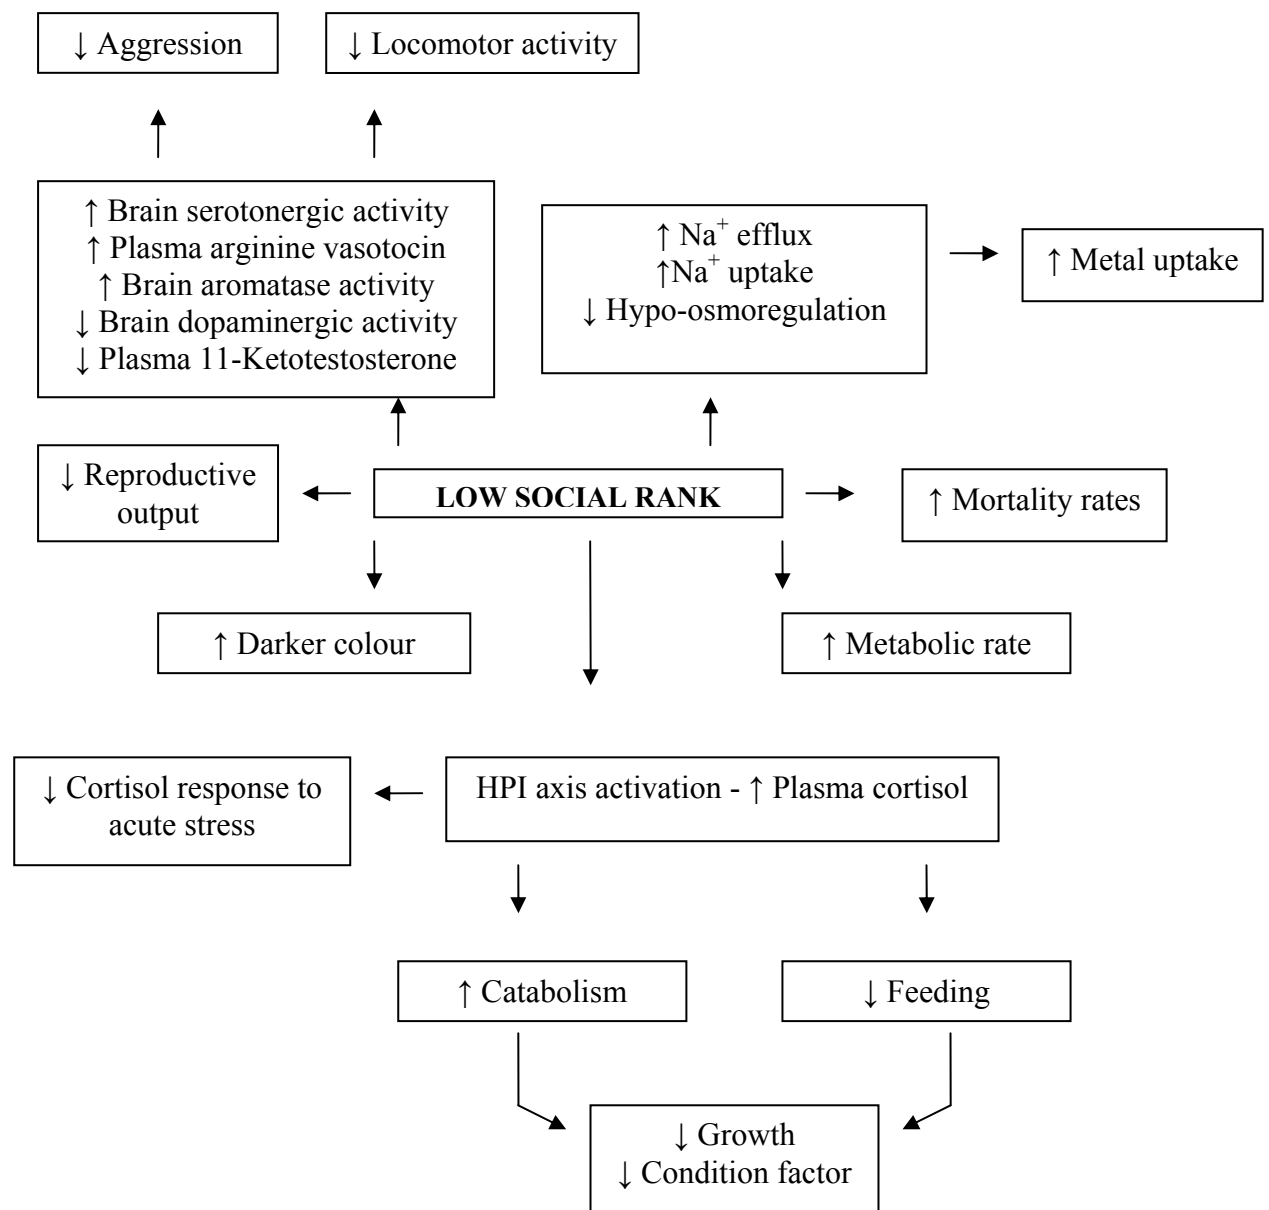 ↓ Aggression
↓ Locomotor activity
↑ Brain serotonergic activity
↑ Plasma arginine vasotocin
↑ Brain aromatase activity
↓ Brain dopaminergic activity
↓ Plasma 11-Ketotestosterone
↑ Na⁺ efflux
↑Na⁺ uptake
↓ Hypo-osmoregulation
↑ Metal uptake
↓ Reproductive
output
LOW SOCIAL RANK
↑ Mortality rates
↑ Darker colour
↑ Metabolic rate
↓ Cortisol response to
acute stress
HPI axis activation - ↑ Plasma cortisol
↑ Catabolism
↓ Feeding
↓ Growth
↓ Condition factor